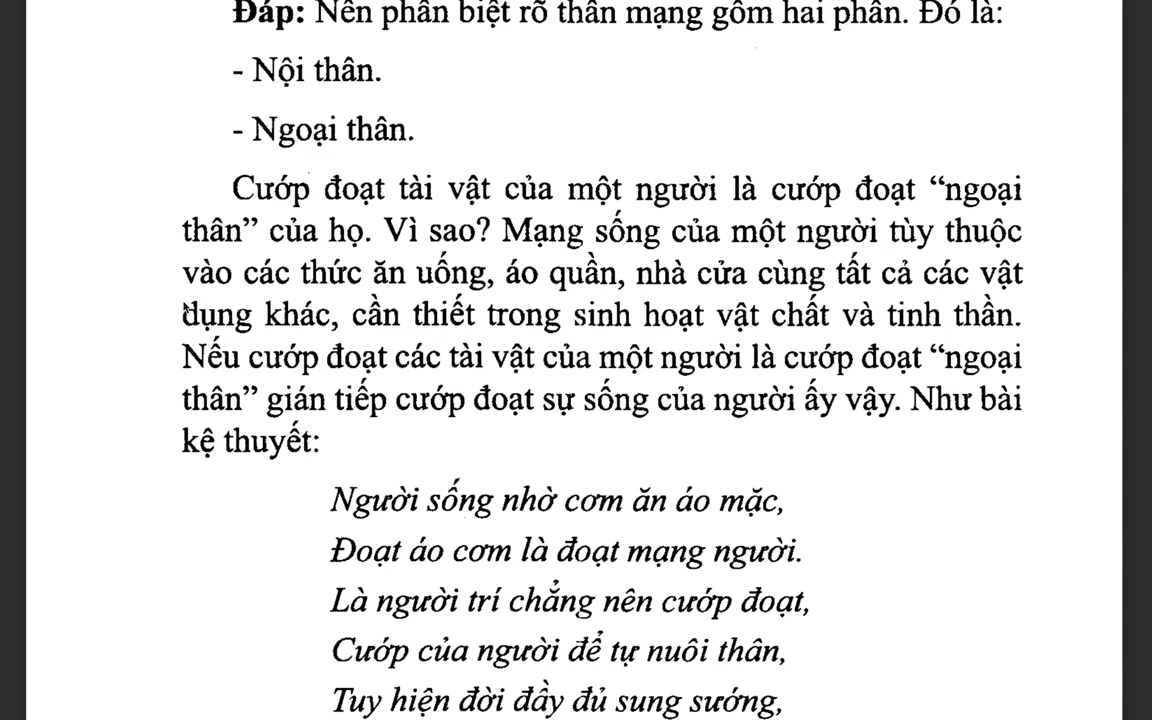 Đáp: Nên phân biệt rõ thân mạng gồm hai phần. Đó là:
- Nội thân.
- Ngoại thân.
Cướp đoạt tài vật của một người là cướp đoạt “ngoại
thân” của họ. Vì sao? Mạng sống của một người tùy thuộc
vào các thức ăn uống, áo quần, nhà cửa cùng tất cả các vật
dụng khác, cần thiết trong sinh hoạt vật chất và tinh thần.
Nếu cướp đoạt các tài vật của một người là cướp đoạt “ngoại
thân” gián tiếp cướp đoạt sự sống của người ấy vậy. Như bài
kệ thuyết:
Người sống nhờ cơm ăn áo mặc,
Đoạt áo cơm là đoạt mạng người.
Là người trí chẳng nên cướp đoạt,
Cướp của người để tự nuôi thân,
Tuy hiện đời đầy đủ sung sướng,